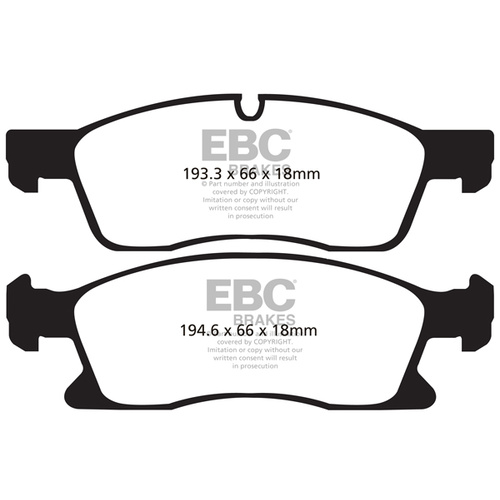 EBC
BRAKES
193.3 x 66 x 18mm
© Part number and illustration
covered by COPYRIGHT.
Imitation or copy without our
written consent will result
in prosecution
EBC
BRAKES
194.6 x 66 x 18mm
covered by COPYRIGHT.
Imitation or copy without our
written consent will result
in prosecution